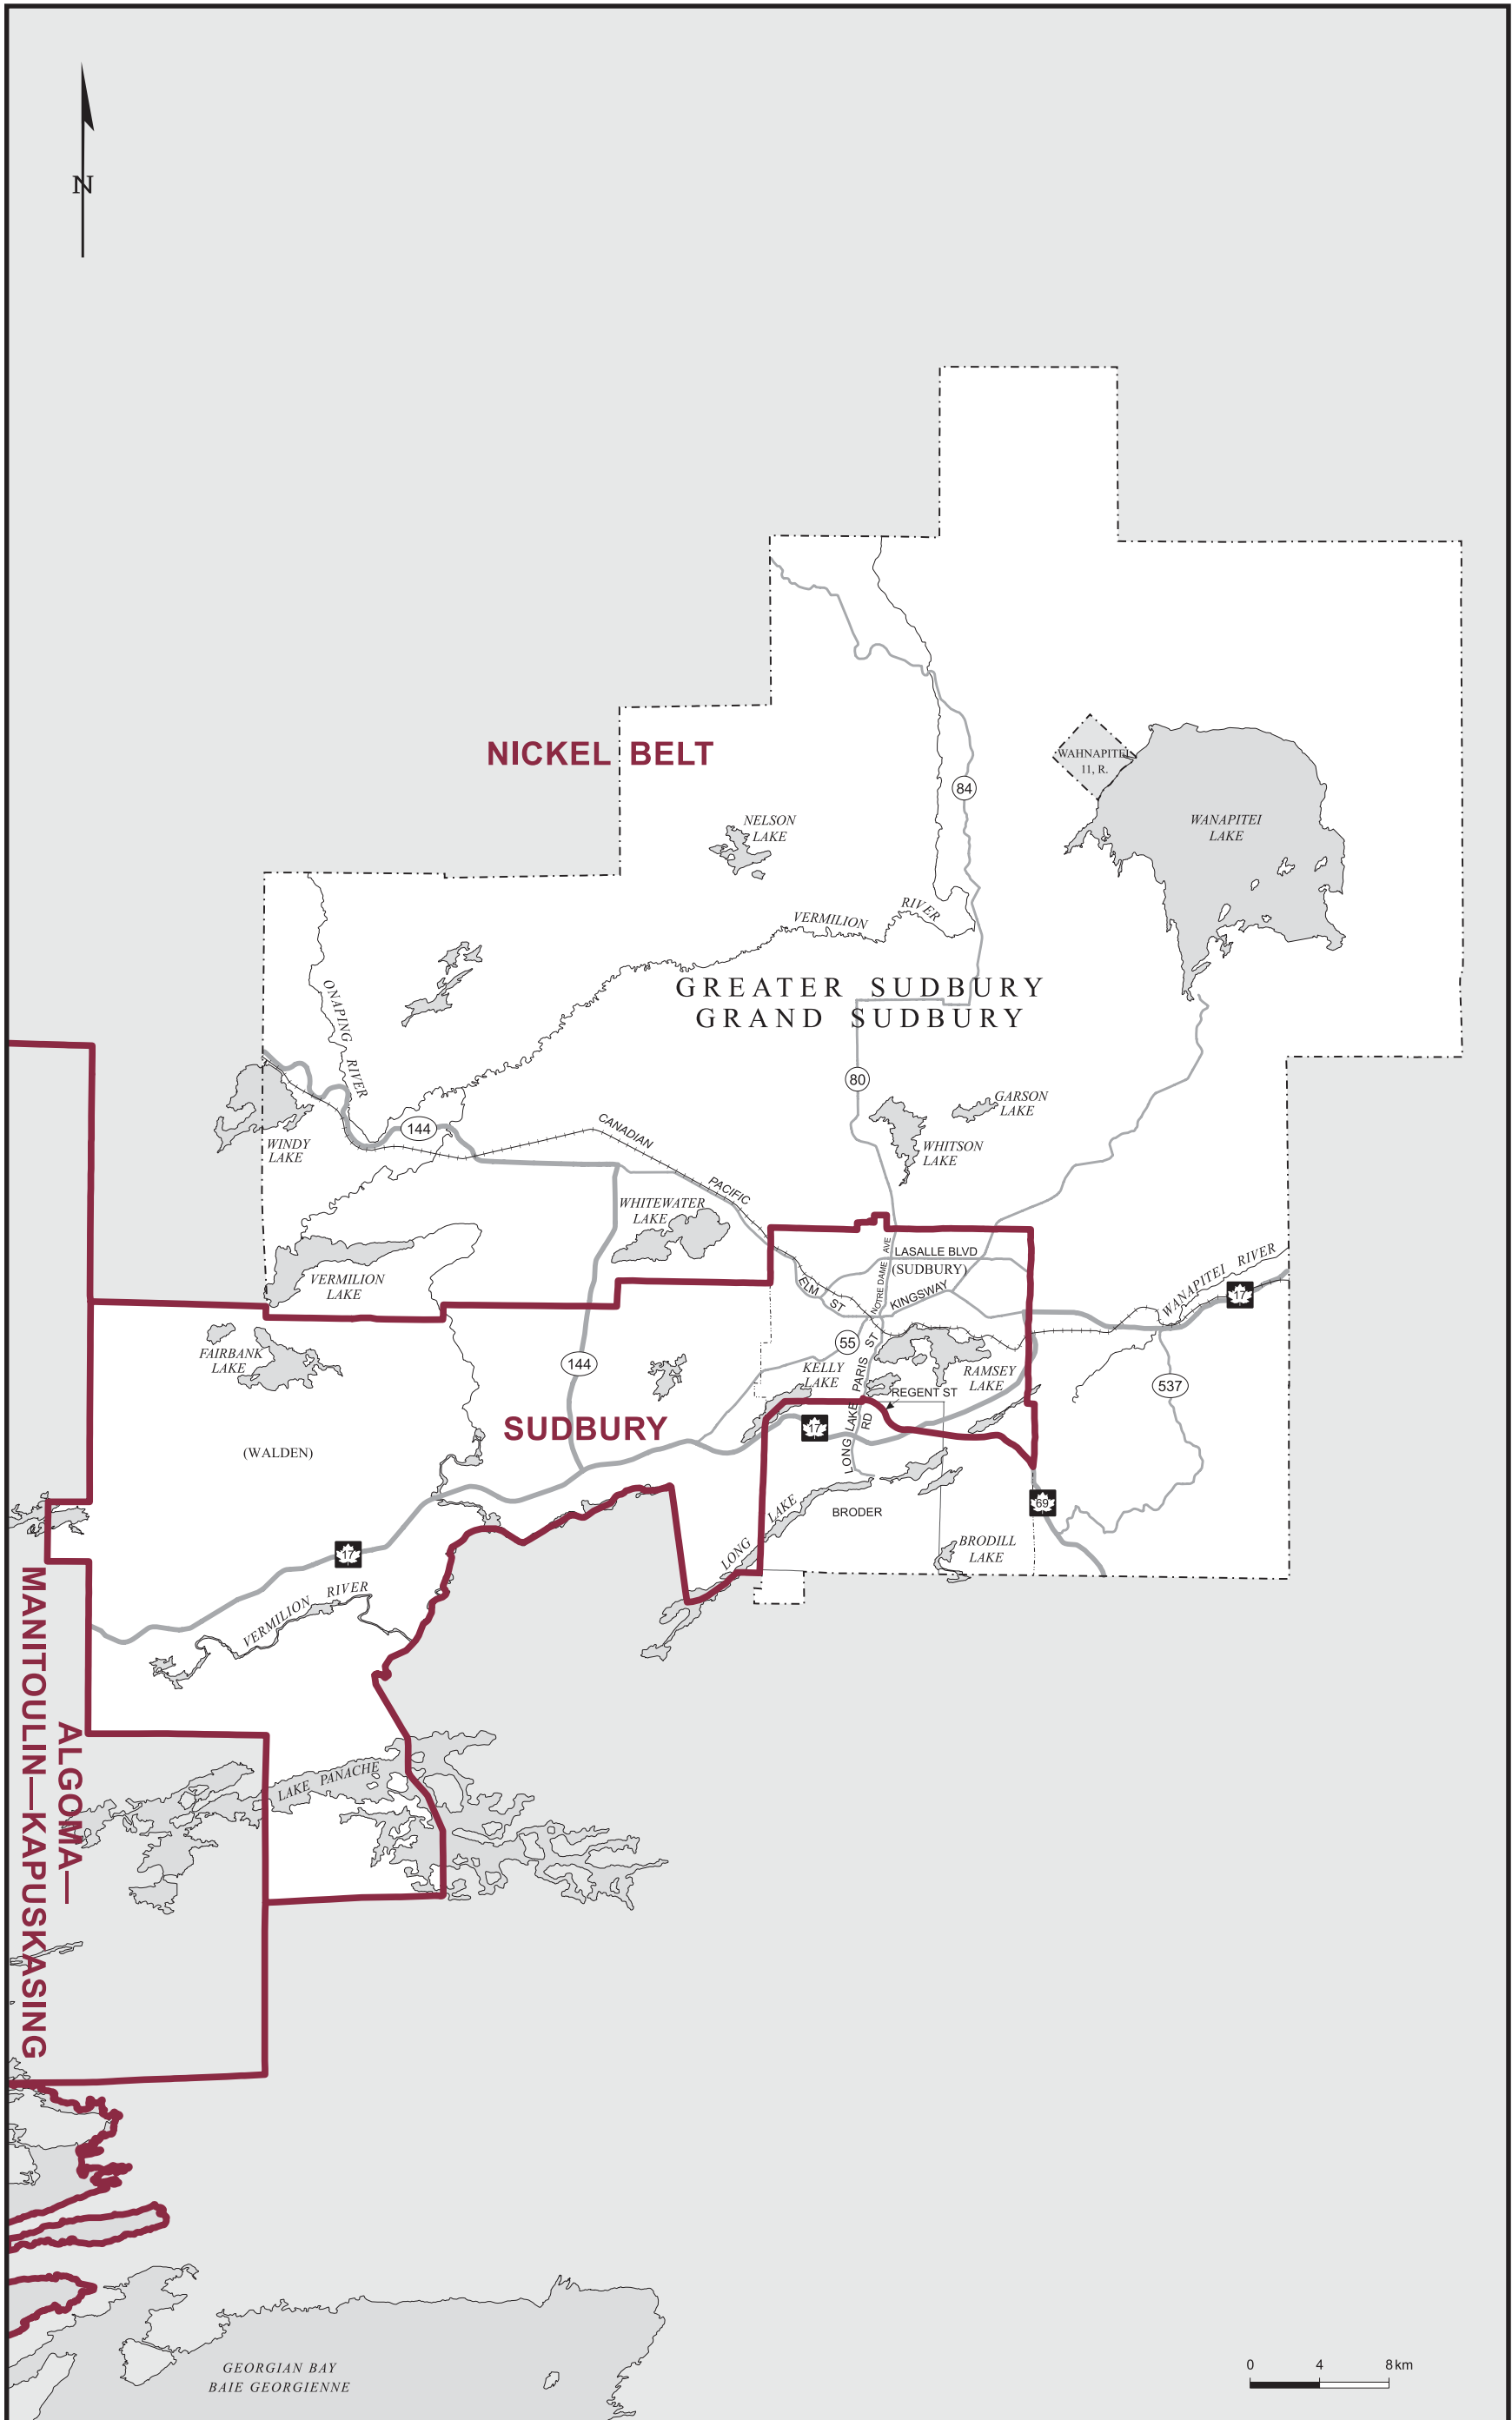 N
NICKEL BELT
84
WAHNAPITEI
11, R.
NELSON
LAKE
WANAPITEI
LAKE
VERMILION
RIVER
GREATER SUDBURY
GRAND SUDBURY
ONAPING
RIVER
80
GARSON
LAKE
WHITSON
LAKE
144
WINDY
LAKE
CANADIAN
PACIFIC
WHITEWATER
LAKE
VERMILION
LAKE
NOTRE DAME AVE
LASALLE BLVD
(SUDBURY)
ELM ST
KINGSWAY
WANAPITEI RIVER
17
FAIRBANK
LAKE
144
55
PARIS ST
KELLY
LAKE
RAMSEY
LAKE
537
REGENT ST
SUDBURY
17
LONG LAKE
RD
(WALDEN)
69
LONG LAKE
BRODER
BRODILL
LAKE
17
VERMILION RIVER
ALGOMA—
MANITOULIN—KAPUSKASING
LAKE PANACHE
GEORGIAN BAY
BAIE GEORGIENNE
0 4 8 km